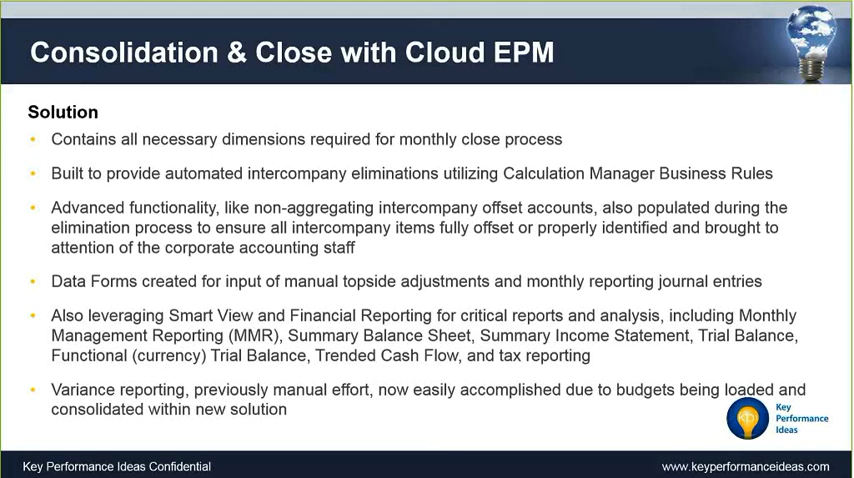 Consolidation & Close with Cloud EPM
Solution
• Contains all necessary dimensions required for monthly close process
• Built to provide automated intercompany eliminations utilizing Calculation Manager Business Rules
• Advanced functionality, like non-aggregating intercompany offset accounts, also populated during the
elimination process to ensure all intercompany items fully offset or properly identified and brought to
attention of the corporate accounting staff
• Data Forms created for input of manual topside adjustments and monthly reporting journal entries
• Also leveraging Smart View and Financial Reporting for critical reports and analysis, including Monthly
Management Reporting (MMR), Summary Balance Sheet, Summary Income Statement, Trial Balance,
Functional (currency) Trial Balance, Trended Cash Flow, and tax reporting
• Variance reporting, previously manual effort, now easily accomplished due to budgets being loaded and
consolidated within new solution
Key
Performance
Ideas
Key Performance Ideas Confidential
www.keyperformanceideas.com